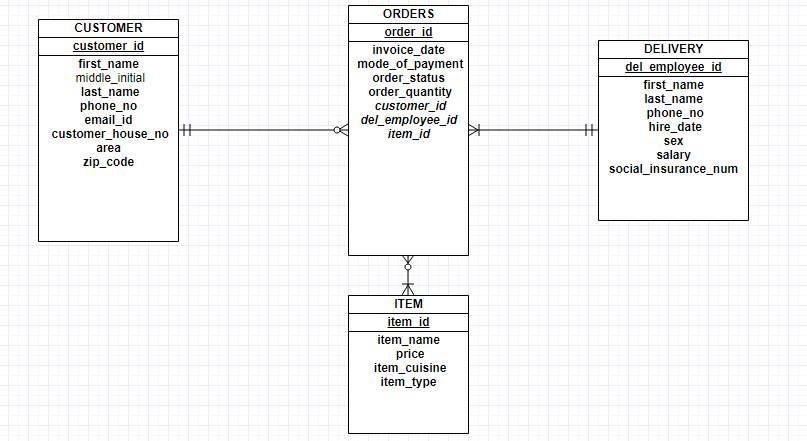 CUSTOMER
customer_id
first_name
middle_initial
last_name
phone_no
email_id
customer_house_no
area
zip_code
ORDERS
order_id
invoice_date
mode_of_payment
order_status
order_quantity
customer_id
del_employee_id
item_id
DELIVERY
del_employee_id
first_name
last_name
phone_no
hire_date
sex
salary
social_insurance_num
ITEM
item_id
item_name
price
item_cuisine
item_type